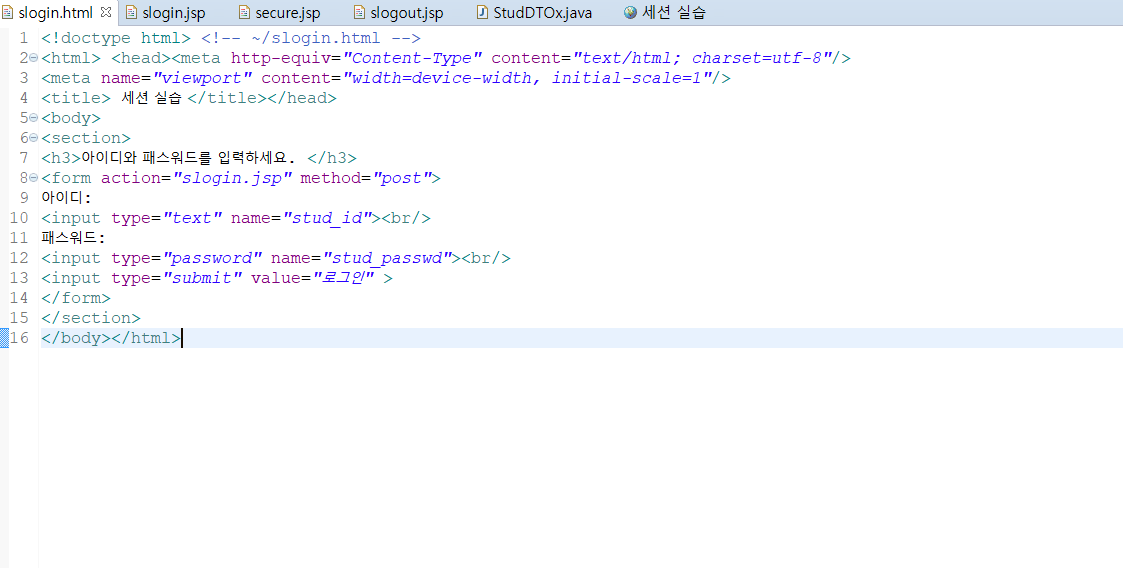 slogin.html slogin.jsp secure.jsp slogout.jsp StudDTOx.java 세션 실습
1 <!doctype html> <!-- ~/slogin.html -->
2 <html> <head><meta http-equiv="Content-Type" content="text/html; charset=utf-8"/>
3 <meta name="viewport" content="width=device-width, initial-scale=1"/>
4 <title> 세션 실습 </title></head>
5 <body>
6 <section>
7 <h3>아이디와 패스워드를 입력하세요. </h3>
8 <form action="slogin.jsp" method="post">
9 아이디:
10 <input type="text" name="stud_id"><br/>
11 패스워드:
12 <input type="password" name="stud_passwd"><br/>
13 <input type="submit" value="로그인" >
14 </form>
15 </section>
16 </body></html>